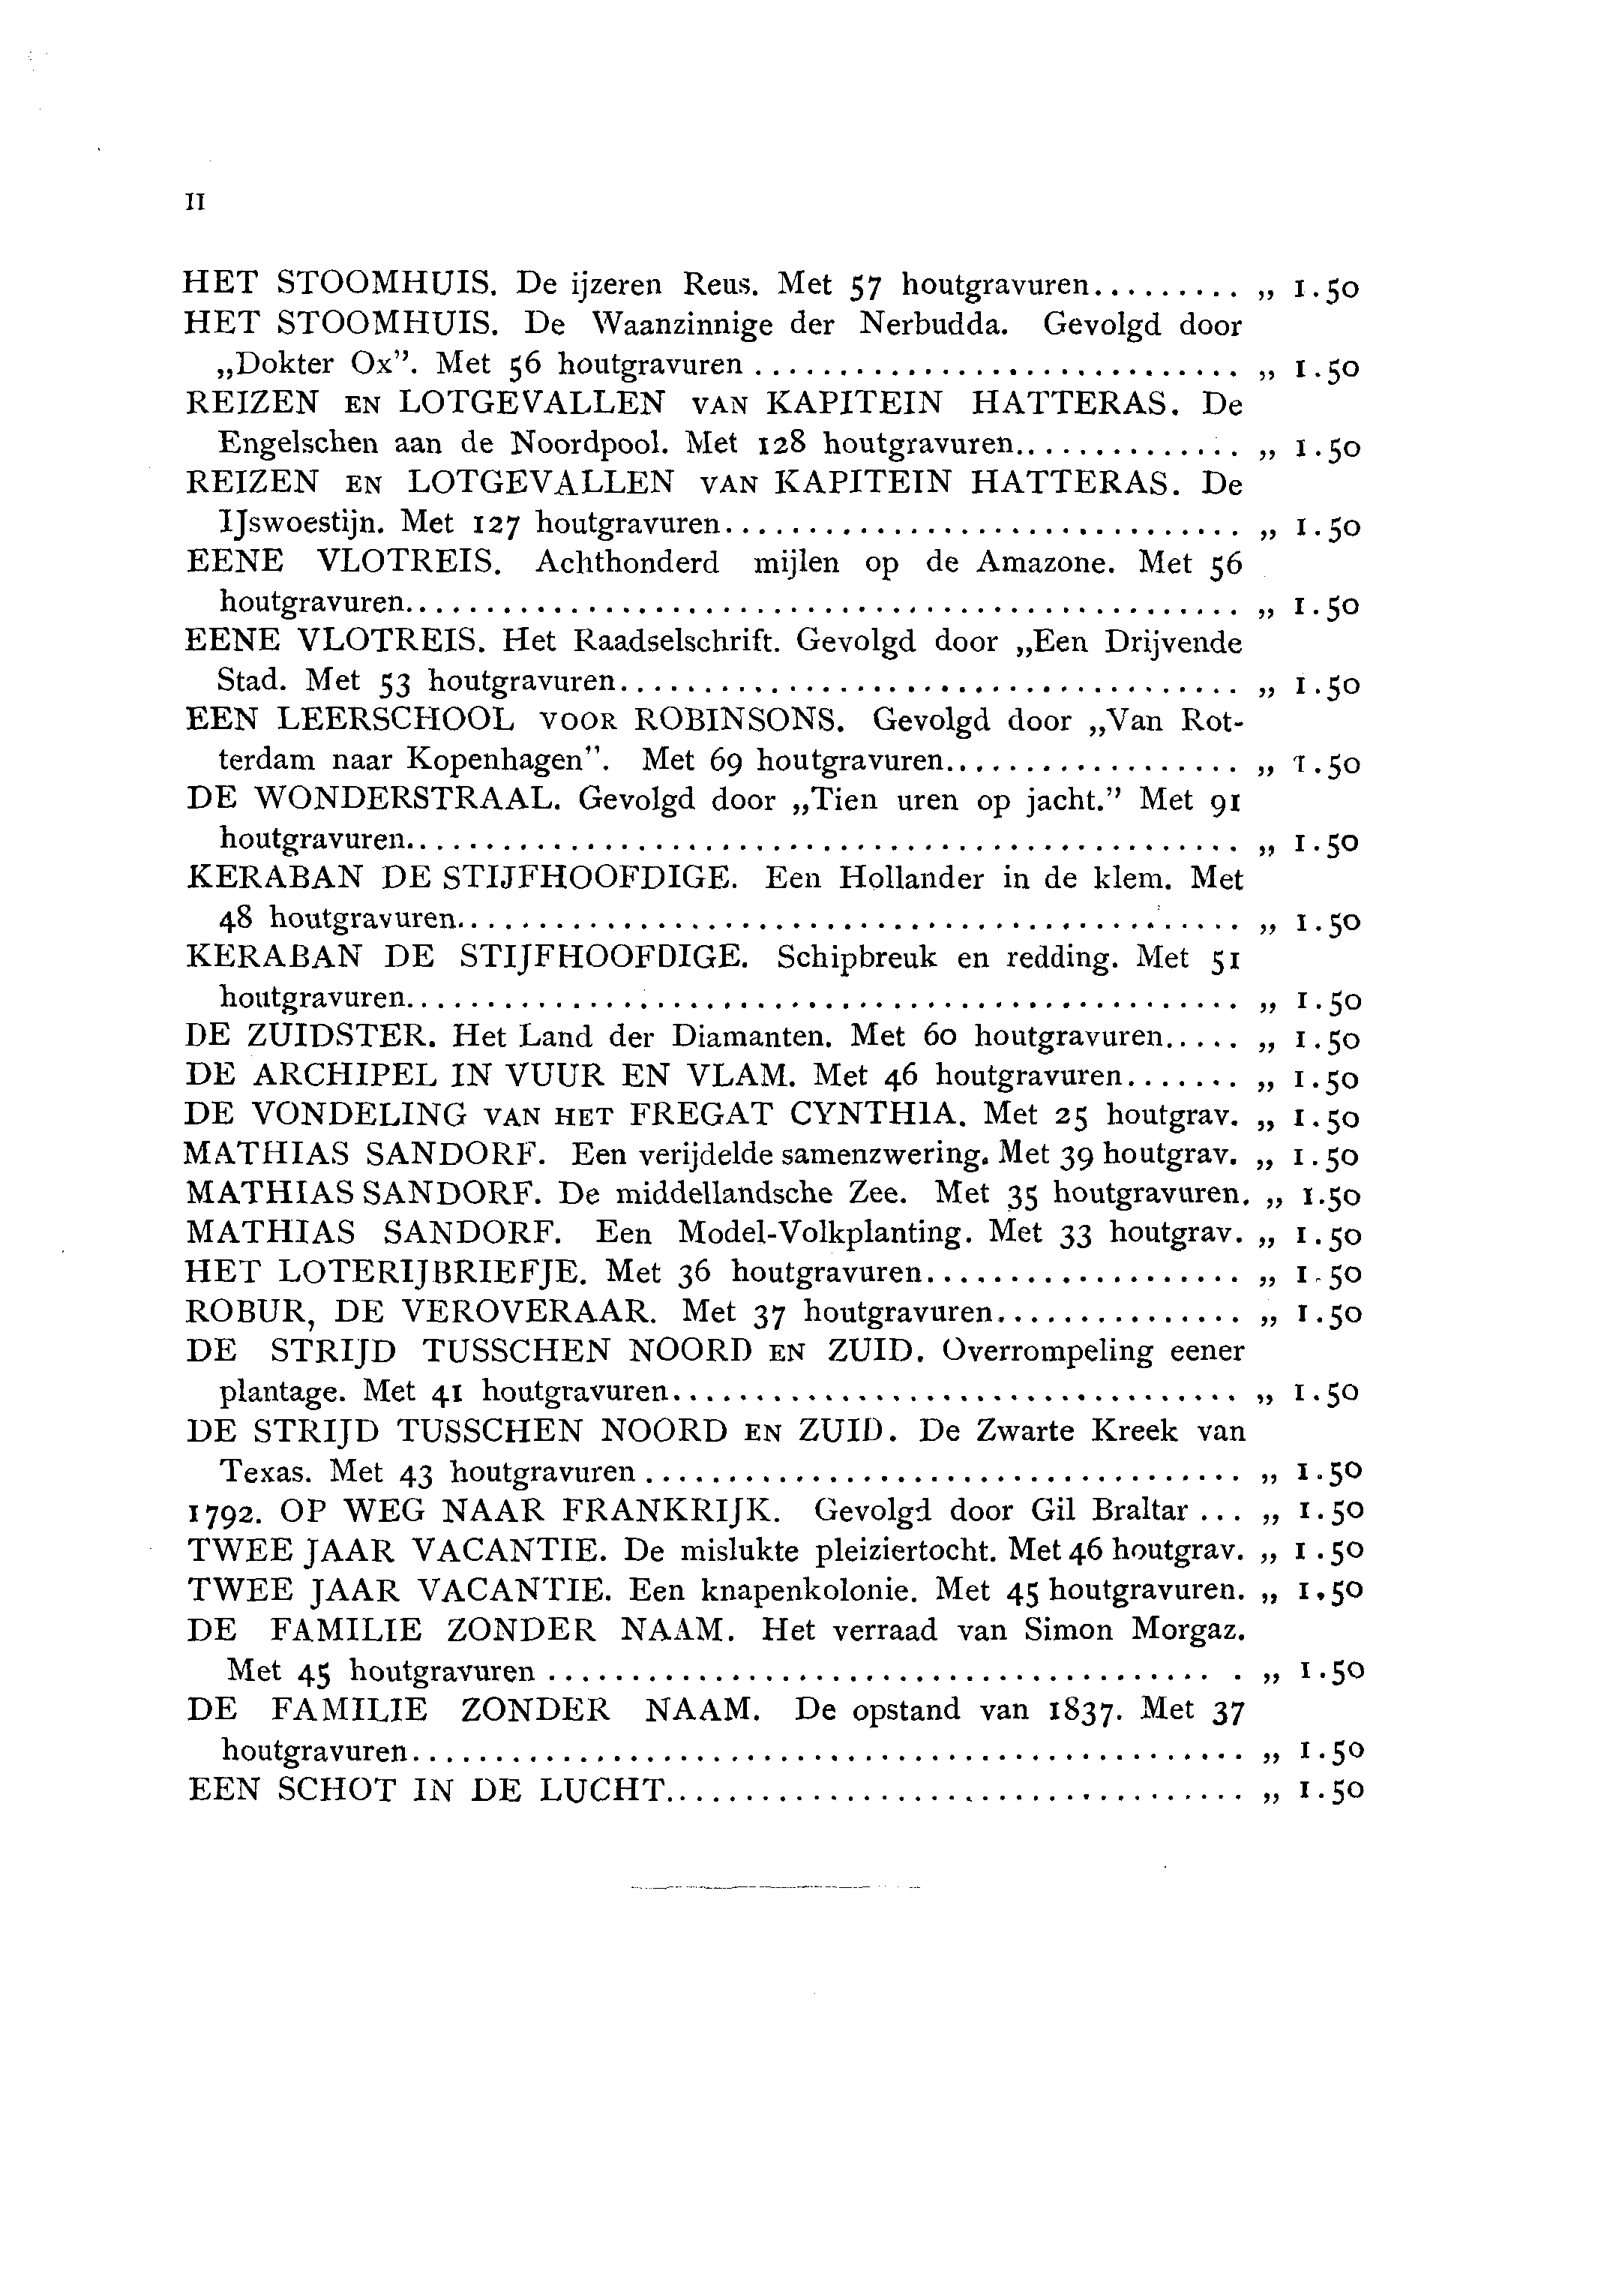 II
HET STOOMHUIS. De ijzeren Reus. Met 57 houtgravuren......... „ 1.50
HET STOOMHUIS. De Waanzinnige der Nerbudda. Gevolgd door
„Dokter Ox”. Met 56 houtgravuren ............................. „ 1.50
REIZEN EN LOTGEVALLEN VAN KAPITEIN HATTERAS. De
Engelschen aan de Noordpool. Met 128 houtgravuren.............. „ 1.50
REIZEN EN LOTGEVALLEN VAN KAPITEIN HATTERAS. De
IJswoestijn. Met 127 houtgravuren............................... „ 1.50
EENE VLOTREIS. Achthonderd mijlen op de Amazone. Met 56
houtgravuren.................................................. „ 1.50
EENE VLOTREIS. Het Raadselschrift. Gevolgd door „Een Drijvende
Stad. Met 53 houtgravuren..................................... „ 1.50
EEN LEERSCHOOL VOOR ROBINSONS. Gevolgd door „Van Rot-
terdam naar Kopenhagen”. Met 69 houtgravuren.................. „ 1.50
DE WONDERSTRAAL. Gevolgd door „Tien uren op jacht.” Met 91
houtgravuren.................................................. „ 1.50
KERABAN DE STIJFHOOFDIGE. Een Hollander in de klem. Met
48 houtgravuren............................................... „ 1.50
KERABAN DE STIJFHOOFDIGE. Schipbreuk en redding. Met 51
houtgravuren.................................................. „ 1.50
DE ZUIDSTER. Het Land der Diamanten. Met 60 houtgravuren..... „ 1.50
DE ARCHIPEL IN VUUR EN VLAM. Met 46 houtgravuren....... „ 1.50
DE VONDELING VAN HET FREGAT CYNTHIA. Met 25 houtgrav. „ 1.50
MATHIAS SANDORF. Een verijdelde samenzwering. Met 39 houtgrav. „ 1.50
MATHIAS SANDORF. De middellandsche Zee. Met 35 houtgravuren. „ 1.50
MATHIAS SANDORF. Een Model-Volkplanting. Met 33 houtgrav. „ 1.50
HET LOTERIJBRIEFJE. Met 36 houtgravuren................... „ 1.50
ROBUR, DE VEROVERAAR. Met 37 houtgravuren............... „ 1.50
DE STRIJD TUSSCHEN NOORD EN ZUID. Overrompeling eener
plantage. Met 41 houtgravuren.................................. „ 1.50
DE STRIJD TUSSCHEN NOORD EN ZUID. De Zwarte Kreek van
Texas. Met 43 houtgravuren .................................... „ 1.50
1792. OP WEG NAAR FRANKRIJK. Gevolgd door Gil Braltar ... „ 1.50
TWEE JAAR VACANTIE. De mislukte pleiziertocht. Met 46 houtgrav. „ 1.50
TWEE JAAR VACANTIE. Een knapenkolonie. Met 45 houtgravuren. „ 1.50
DE FAMILIE ZONDER NAAM. Het verraad van Simon Morgaz.
Met 45 houtgravuren .......................................... „ 1.50
DE FAMILIE ZONDER NAAM. De opstand van 1837. Met 37
houtgravuren.................................................. „ 1.50
EEN SCHOT IN DE LUCHT................................... „ 1.50